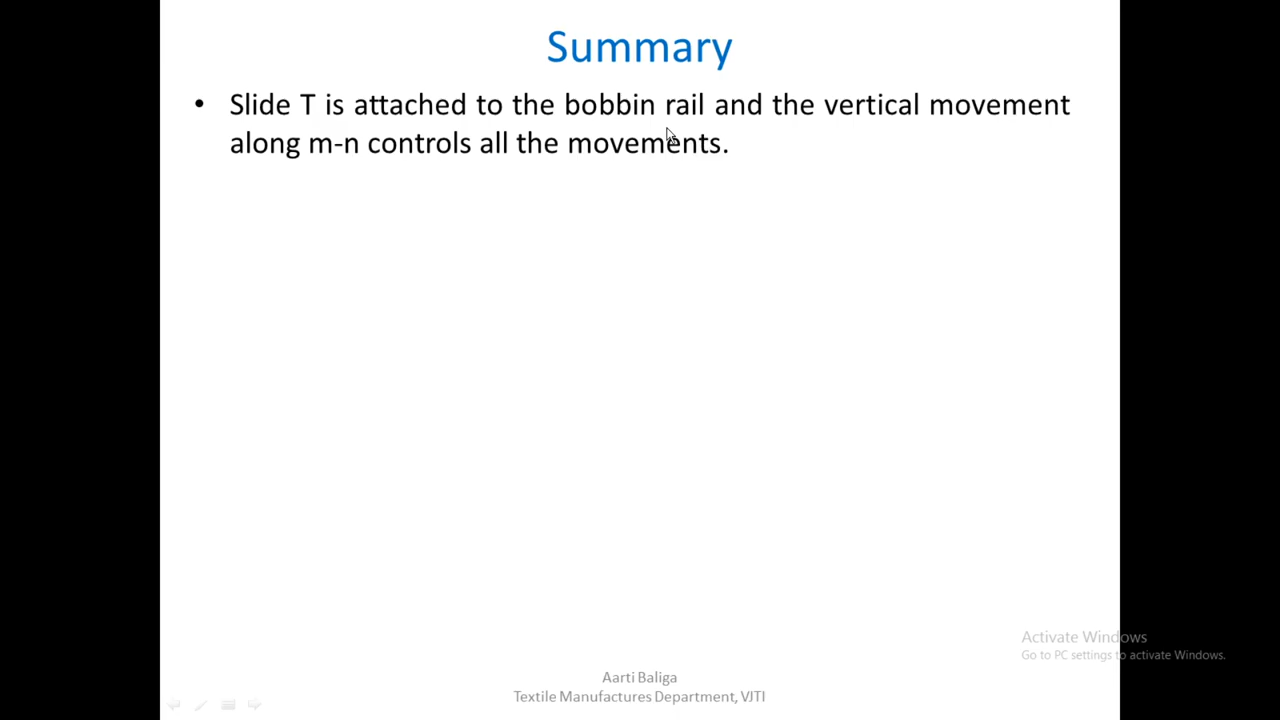 Summary
• Slide T is attached to the bobbin rail and the vertical movement
along m-n controls all the movements.
Activate Windows
Go to PC settings to activate Windows.
Aarti Baliga
Textile Manufactures Department, VJTI